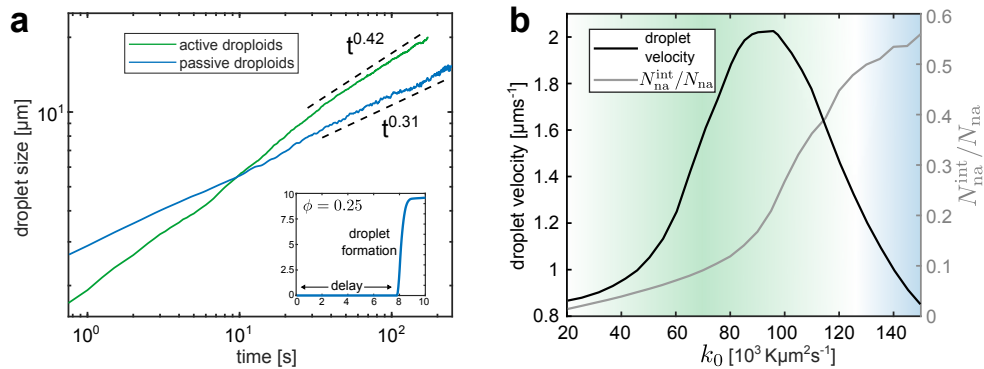 a
active droploids
passive droploids
t^0.42
t^0.31
droplet size [µm]
10^1
ϕ = 0.25
droplet
formation
delay
10
7.5
5
2.5
0
0 2 4 6 8 10
10^0 10^1 10^2
time [s]
b
droplet
velocity
N_na^int/N_na
droplet velocity [µms^-1]
2
1.8
1.6
1.4
1.2
1
0.8
0.6
0.5
0.4
0.3
0.2
0.1
0
N_na^int/N_na
20 40 60 80 100 120 140
k_0 [10^3 Kµm^2s^-1]